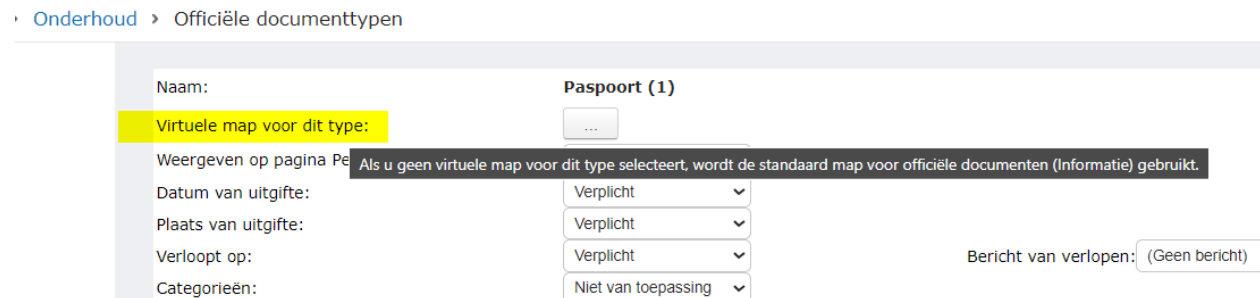 › Onderhoud › Officiële documenttypen
Naam: Paspoort (1)
Virtuele map voor dit type: ...
Weergeven op pagina Pe
Als u geen virtuele map voor dit type selecteert, wordt de standaard map voor officiële documenten (Informatie) gebruikt.
Datum van uitgifte: Verplicht
Plaats van uitgifte: Verplicht
Verloopt op: Verplicht Bericht van verlopen: (Geen bericht)
Categorieën: Niet van toepassing